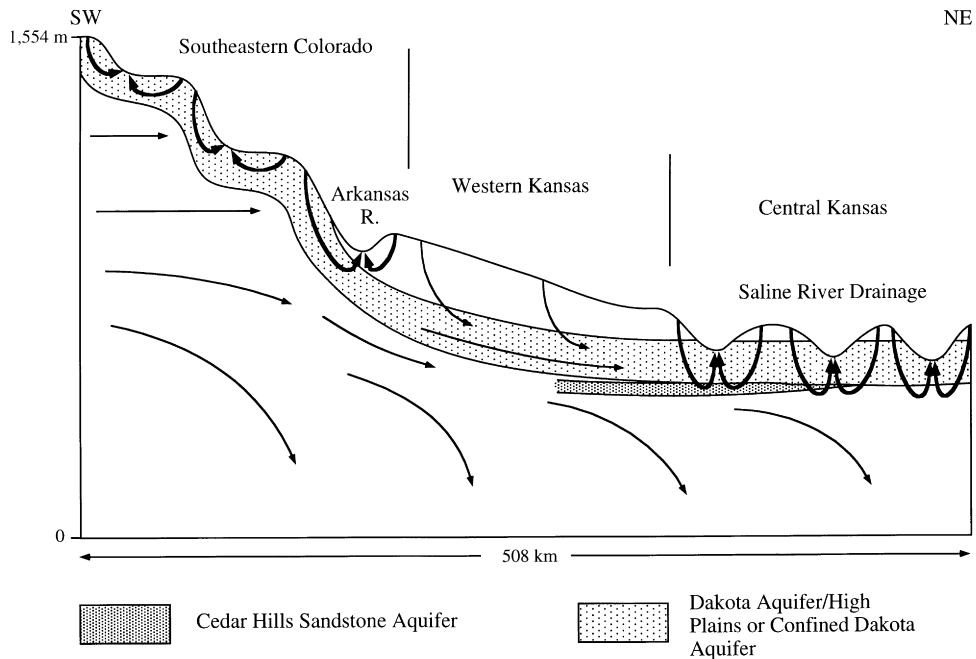 SW
NE
1,554 m
Southeastern Colorado
Arkansas
R.
Western Kansas
Central Kansas
Saline River Drainage
0
508 km
Cedar Hills Sandstone Aquifer
Dakota Aquifer/High
Plains or Confined Dakota
Aquifer